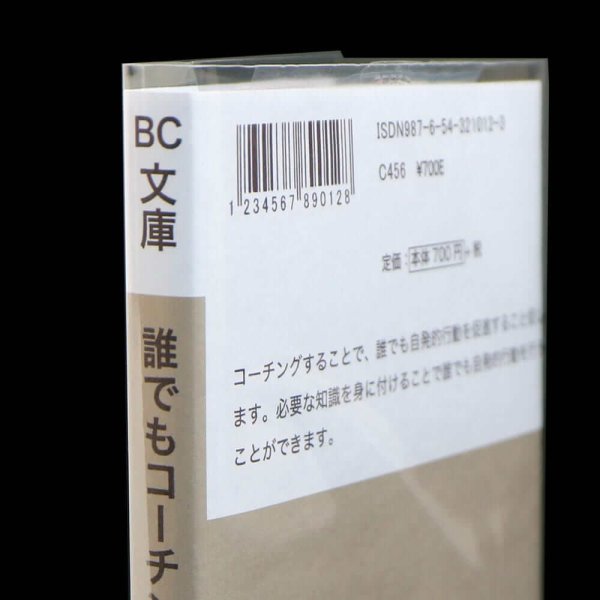 BC
文庫
誰でもコーチ
ISDN987-6-54-321012-0
C456 ¥700E
1 234567 890128
定価：本体 700 円+税
コーチングすることで、誰でも自発的行動を促進すること
ます。必要な知識を身に付けることで誰でも自発的行動を
ことができます。